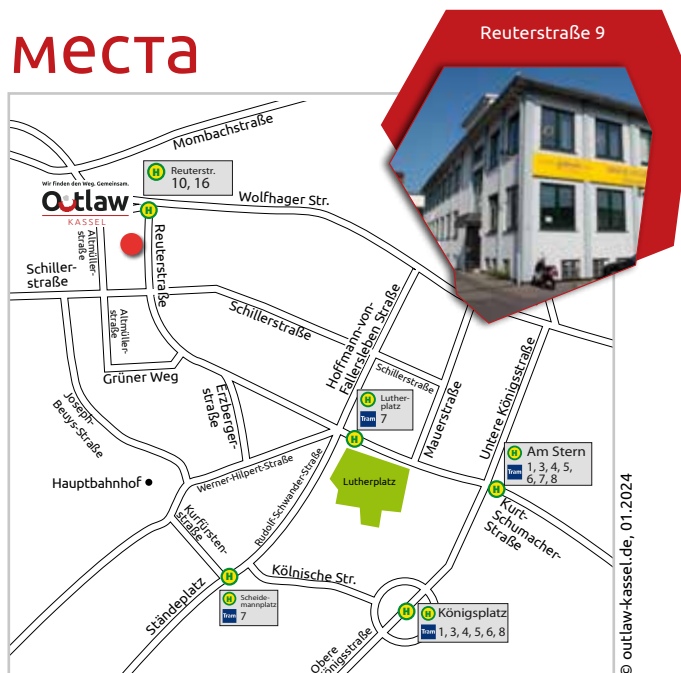 места
Reuterstraße 9
Mombachstraße
H Reuterstr.
10, 16
Wir finden den Weg. Gemeinsam.
Outlaw
KASSEL
H
Wolfhager Str.
Altmüller-
straße
Reuterstraße
Schiller-
straße
Schillerstraße
Hoffmann-von-
Fallersleben Straße
Altmüller-
straße
Grüner Weg
Schillerstraße
Untere Königsstraße
Mauerstraße
Erzberger-
straße
Joseph-
Beuys-Straße
H Luther-
platz
Tram 7
H
H Am Stern
Tram 1, 3, 4, 5,
6, 7, 8
H
Werner-Hilpert-Straße
Hauptbahnhof
Lutherplatz
Rudolf-Schwander-Straße
Kurt-
Schumacher-
Straße
Kurfürsten-
straße
Kölnische Str.
H
Ständeplatz
H Scheide-
mannplatz
Tram 7
H
H Königsplatz
Tram 1, 3, 4, 5, 6, 8
Obere
Königsstraße
© outlaw-kassel.de, 01.2024